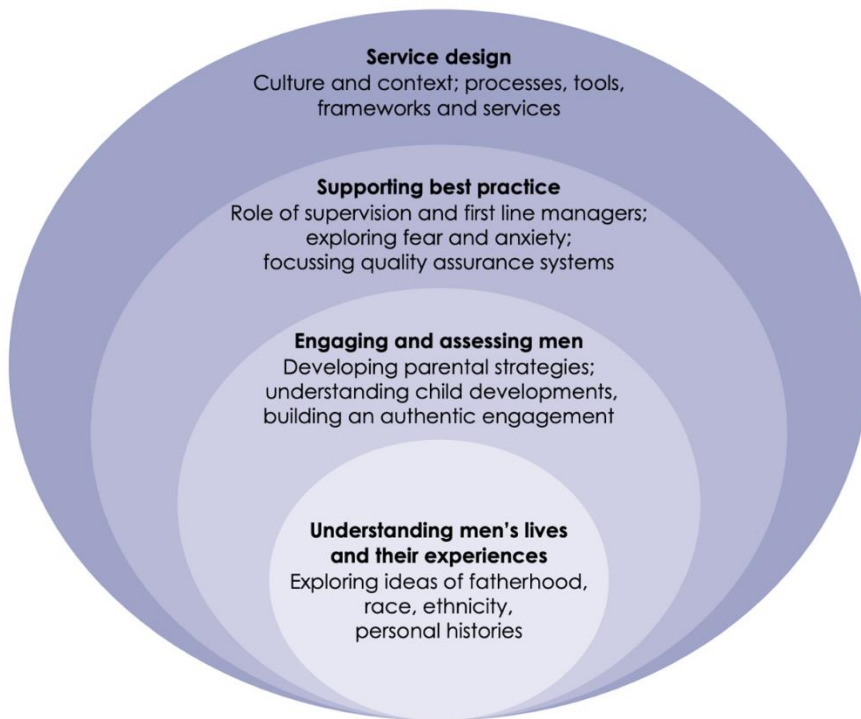 Service design
Culture and context; processes, tools,
frameworks and services
Supporting best practice
Role of supervision and first line managers;
exploring fear and anxiety;
focussing quality assurance systems
Engaging and assessing men
Developing parental strategies;
understanding child developments,
building an authentic engagement
Understanding men’s lives
and their experiences
Exploring ideas of fatherhood,
race, ethnicity,
personal histories